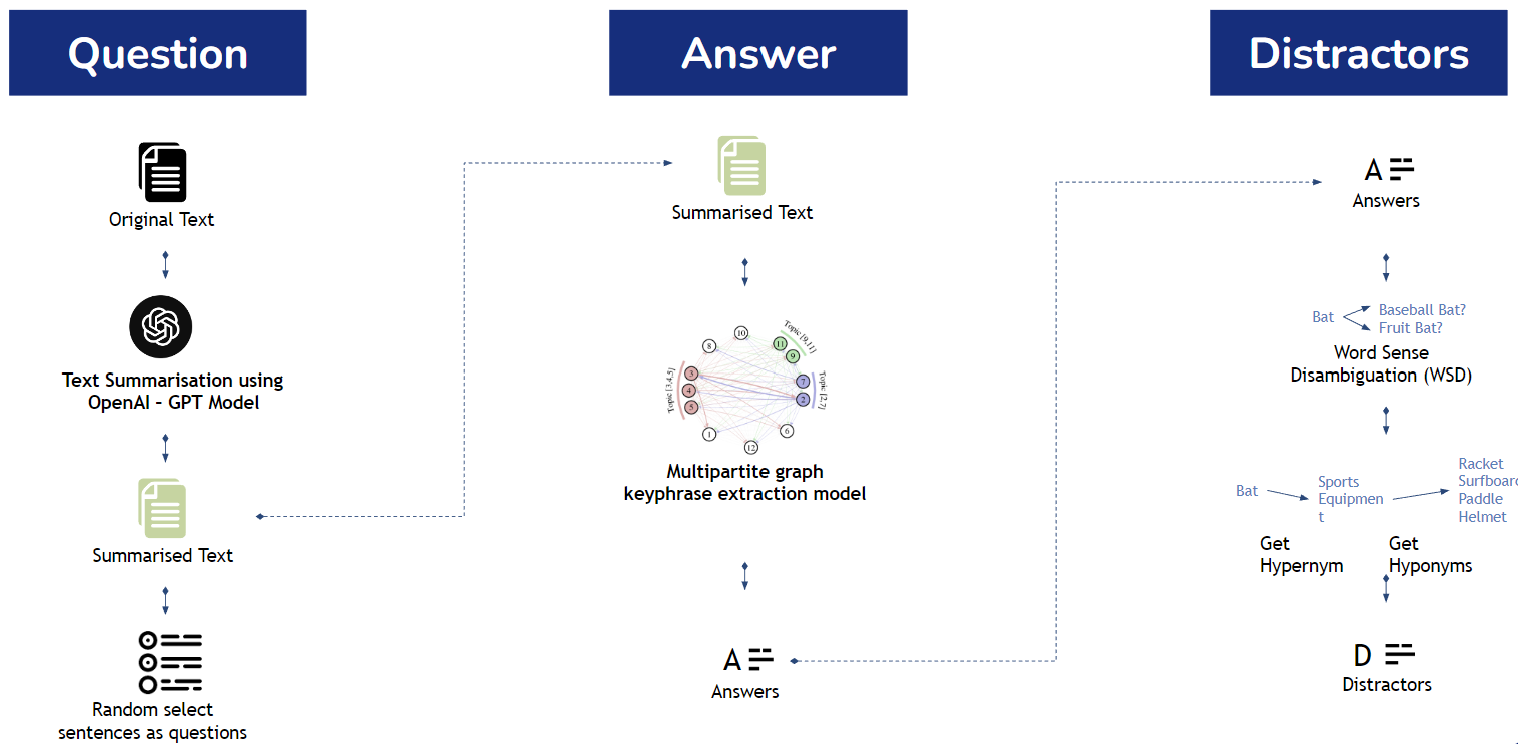 Question
Original Text
Text Summarisation using
OpenAI – GPT Model
Summarised Text
Random select
sentences as questions
Answer
Summarised Text
10
8
11
9
Topic [9,11]
3
4
5
Topic [3,4,5]
7
2
Topic [2,7]
1
6
12
Multipartite graph
keyphrase extraction model
A
Answers
Distractors
A
Answers
Bat
Baseball Bat?
Fruit Bat?
Word Sense
Disambiguation (WSD)
Bat
Sports
Equipmen
t
Racket
Surfboard
Paddle
Helmet
Get
Hypernym
Get
Hyponyms
D
Distractors